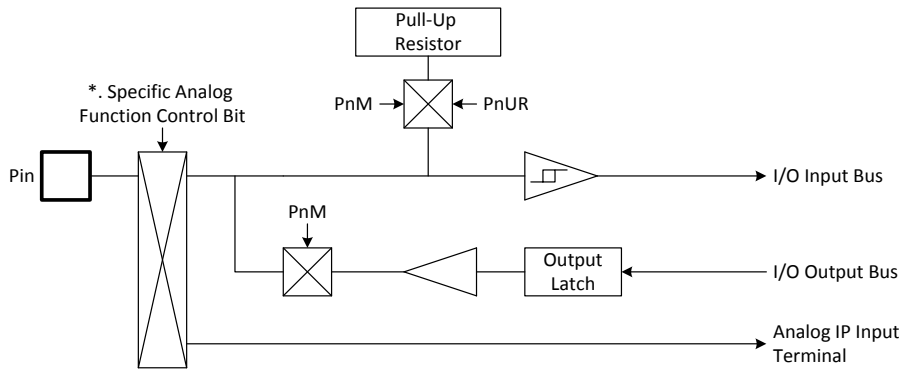 Pull-Up
Resistor
*. Specific Analog
Function Control Bit
PnM
PnUR
Pin
I/O Input Bus
PnM
Output
Latch
I/O Output Bus
Analog IP Input
Terminal